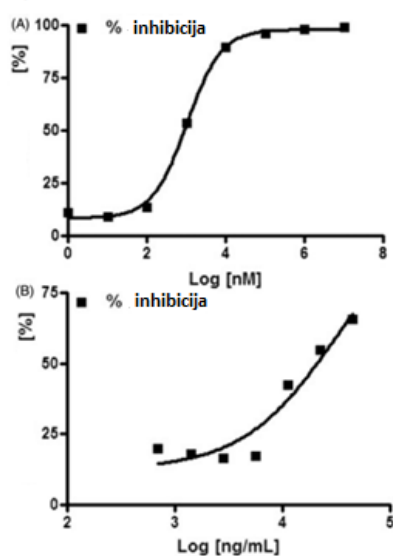 (A)
% inhibicija
[%]
100
75
50
25
0
0 2 4 6 8
Log [nM]
(B)
% inhibicija
[%]
75
50
25
0
2 3 4 5
Log [ng/mL]